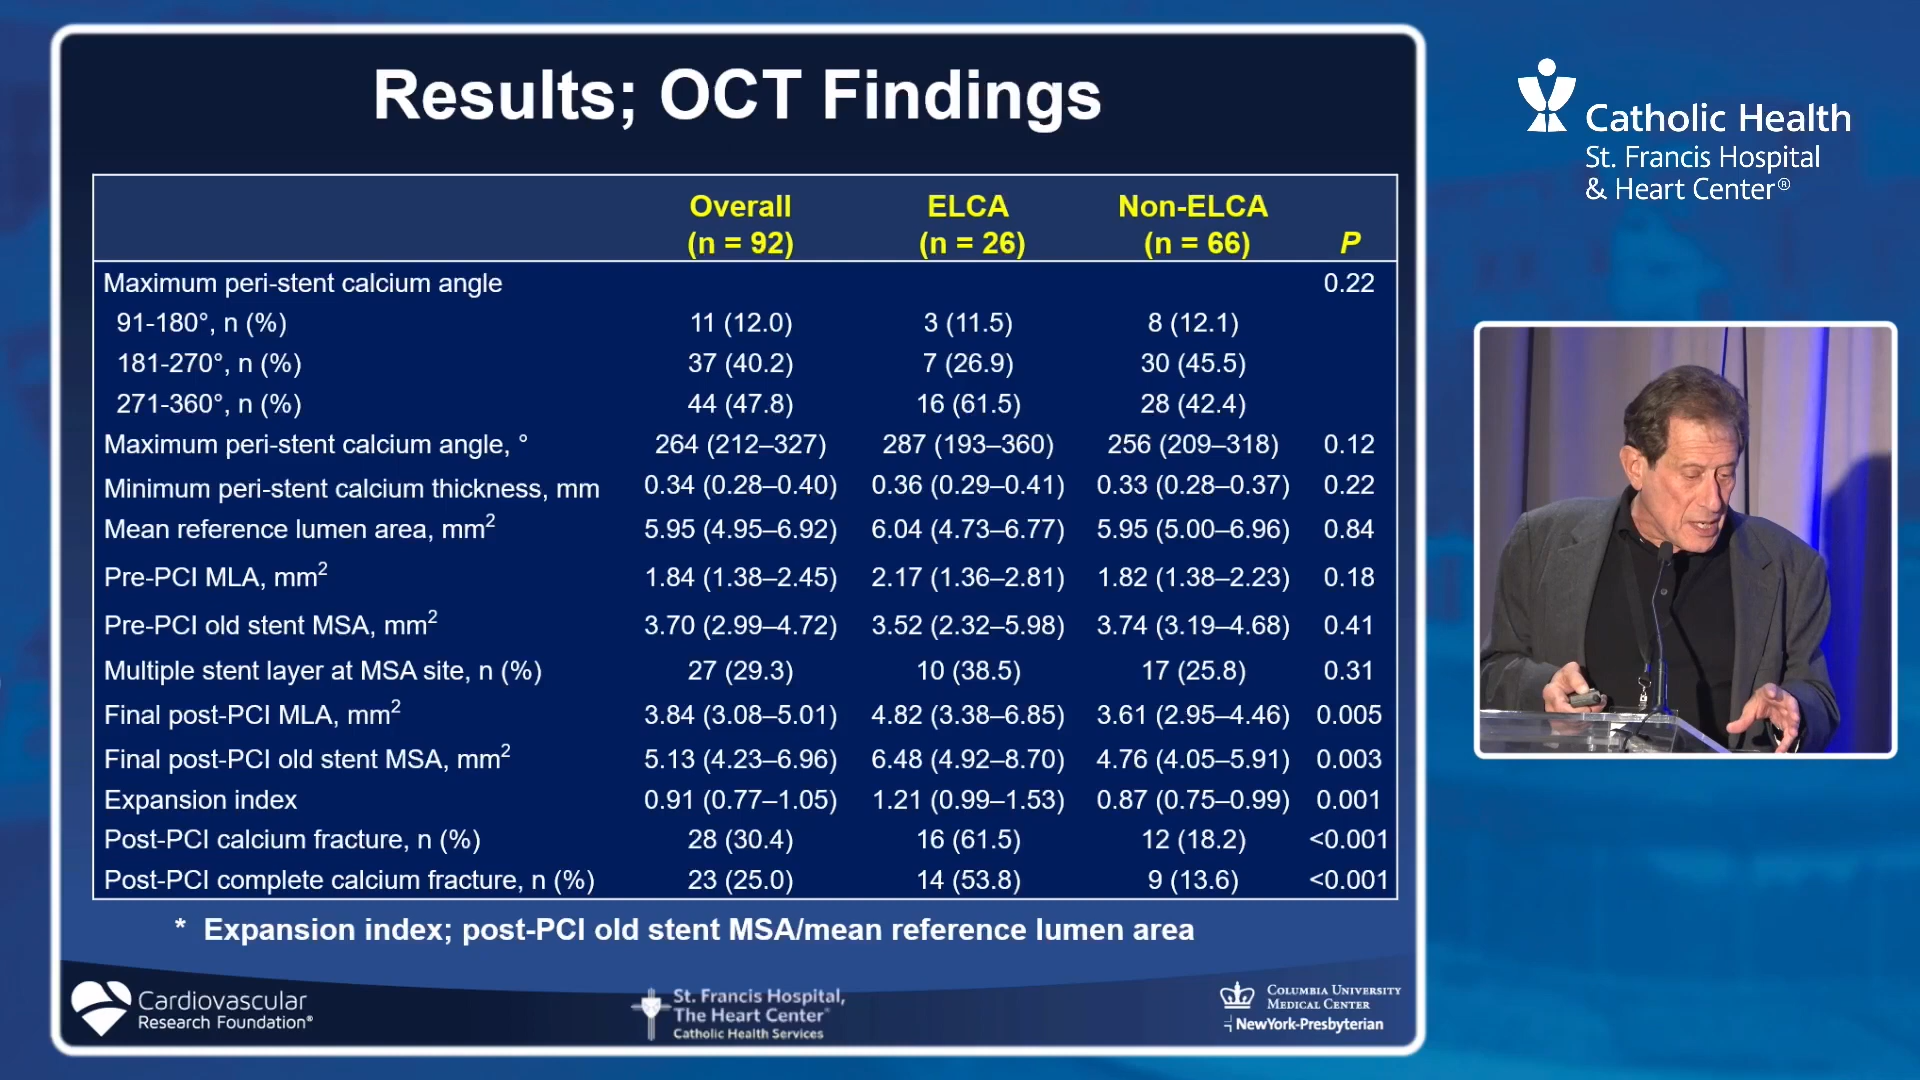 Results; OCT Findings
Overall (n = 92) ELCA (n = 26) Non-ELCA (n = 66) P
Maximum peri-stent calcium angle 0.22
91-180°, n (%) 11 (12.0) 3 (11.5) 8 (12.1)
181-270°, n (%) 37 (40.2) 7 (26.9) 30 (45.5)
271-360°, n (%) 44 (47.8) 16 (61.5) 28 (42.4)
Maximum peri-stent calcium angle, ° 264 (212–327) 287 (193–360) 256 (209–318) 0.12
Minimum peri-stent calcium thickness, mm 0.34 (0.28–0.40) 0.36 (0.29–0.41) 0.33 (0.28–0.37) 0.22
Mean reference lumen area, mm² 5.95 (4.95–6.92) 6.04 (4.73–6.77) 5.95 (5.00–6.96) 0.84
Pre-PCI MLA, mm² 1.84 (1.38–2.45) 2.17 (1.36–2.81) 1.82 (1.38–2.23) 0.18
Pre-PCI old stent MSA, mm² 3.70 (2.99–4.72) 3.52 (2.32–5.98) 3.74 (3.19–4.68) 0.41
Multiple stent layer at MSA site, n (%) 27 (29.3) 10 (38.5) 17 (25.8) 0.31
Final post-PCI MLA, mm² 3.84 (3.08–5.01) 4.82 (3.38–6.85) 3.61 (2.95–4.46) 0.005
Final post-PCI old stent MSA, mm² 5.13 (4.23–6.96) 6.48 (4.92–8.70) 4.76 (4.05–5.91) 0.003
Expansion index 0.91 (0.77–1.05) 1.21 (0.99–1.53) 0.87 (0.75–0.99) 0.001
Post-PCI calcium fracture, n (%) 28 (30.4) 16 (61.5) 12 (18.2) <0.001
Post-PCI complete calcium fracture, n (%) 23 (25.0) 14 (53.8) 9 (13.6) <0.001
* Expansion index; post-PCI old stent MSA/mean reference lumen area
Cardiovascular
Research Foundation®
St. Francis Hospital,
The Heart Center®
Catholic Health Services
COLUMBIA UNIVERSITY
MEDICAL CENTER
NewYork-Presbyterian
Catholic Health
St. Francis Hospital
& Heart Center®